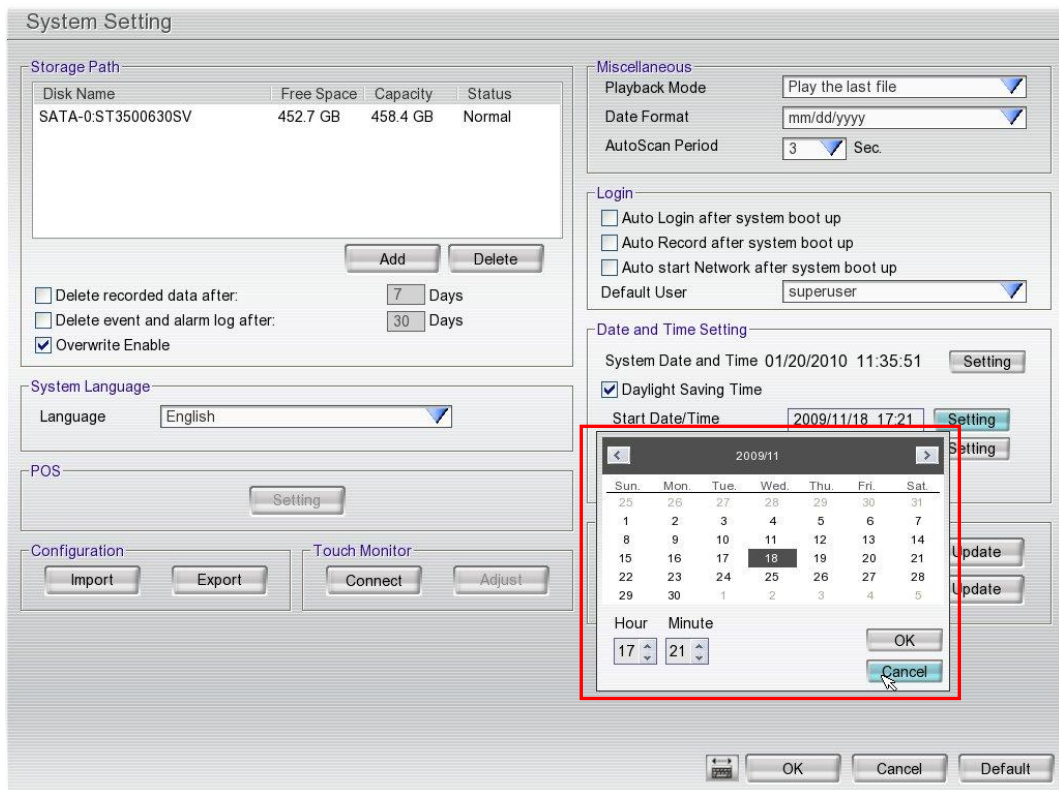 System Setting
Storage Path
Disk Name Free Space Capacity Status
SATA-0:ST3500630SV 452.7 GB 458.4 GB Normal
Add Delete
Delete recorded data after: 7 Days
Delete event and alarm log after: 30 Days
Overwrite Enable
System Language
Language English
POS
Setting
Configuration
Import Export
Touch Monitor
Connect Adjust
Miscellaneous
Playback Mode Play the last file
Date Format mm/dd/yyyy
AutoScan Period 3 Sec.
Login
Auto Login after system boot up
Auto Record after system boot up
Auto start Network after system boot up
Default User superuser
Date and Time Setting
System Date and Time 01/20/2010 11:35:51 Setting
Daylight Saving Time
Start Date/Time 2009/11/18 17:21 Setting
Setting
< 2009/11 >
Sun. Mon. Tue. Wed. Thu. Fri. Sat.
25 26 27 28 29 30 31
1 2 3 4 5 6 7
8 9 10 11 12 13 14
15 16 17 18 19 20 21
22 23 24 25 26 27 28
29 30 1 2 3 4 5
Hour Minute
17 21
OK
Cancel
Update
Update
OK Cancel Default